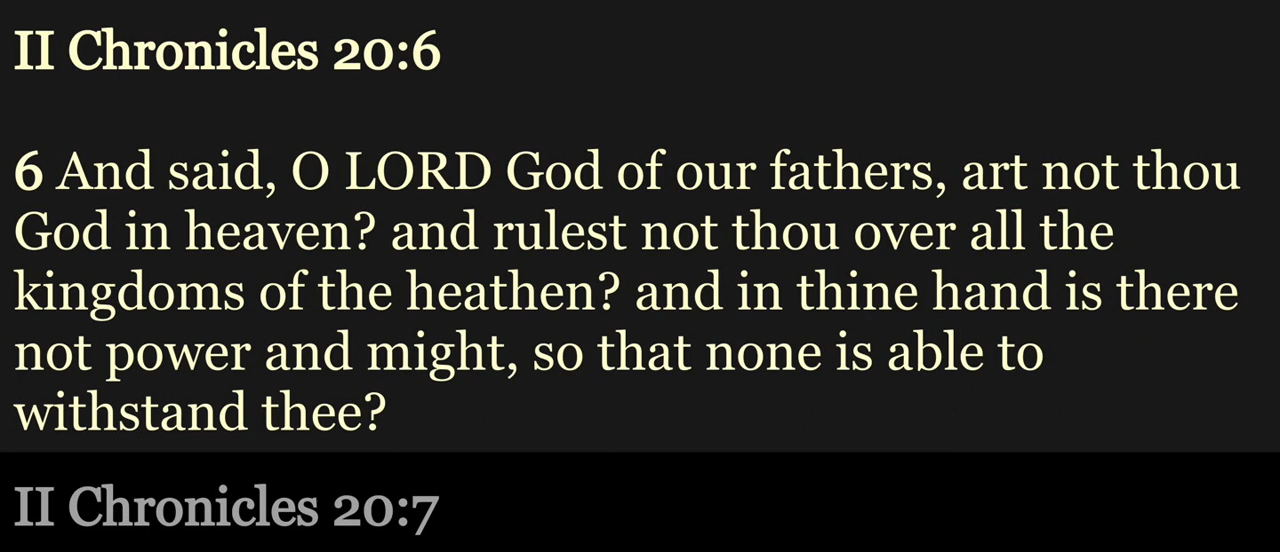 II Chronicles 20:6
6 And said, O LORD God of our fathers, art not thou
God in heaven? and rulest not thou over all the
kingdoms of the heathen? and in thine hand is there
not power and might, so that none is able to
withstand thee?
II Chronicles 20:7